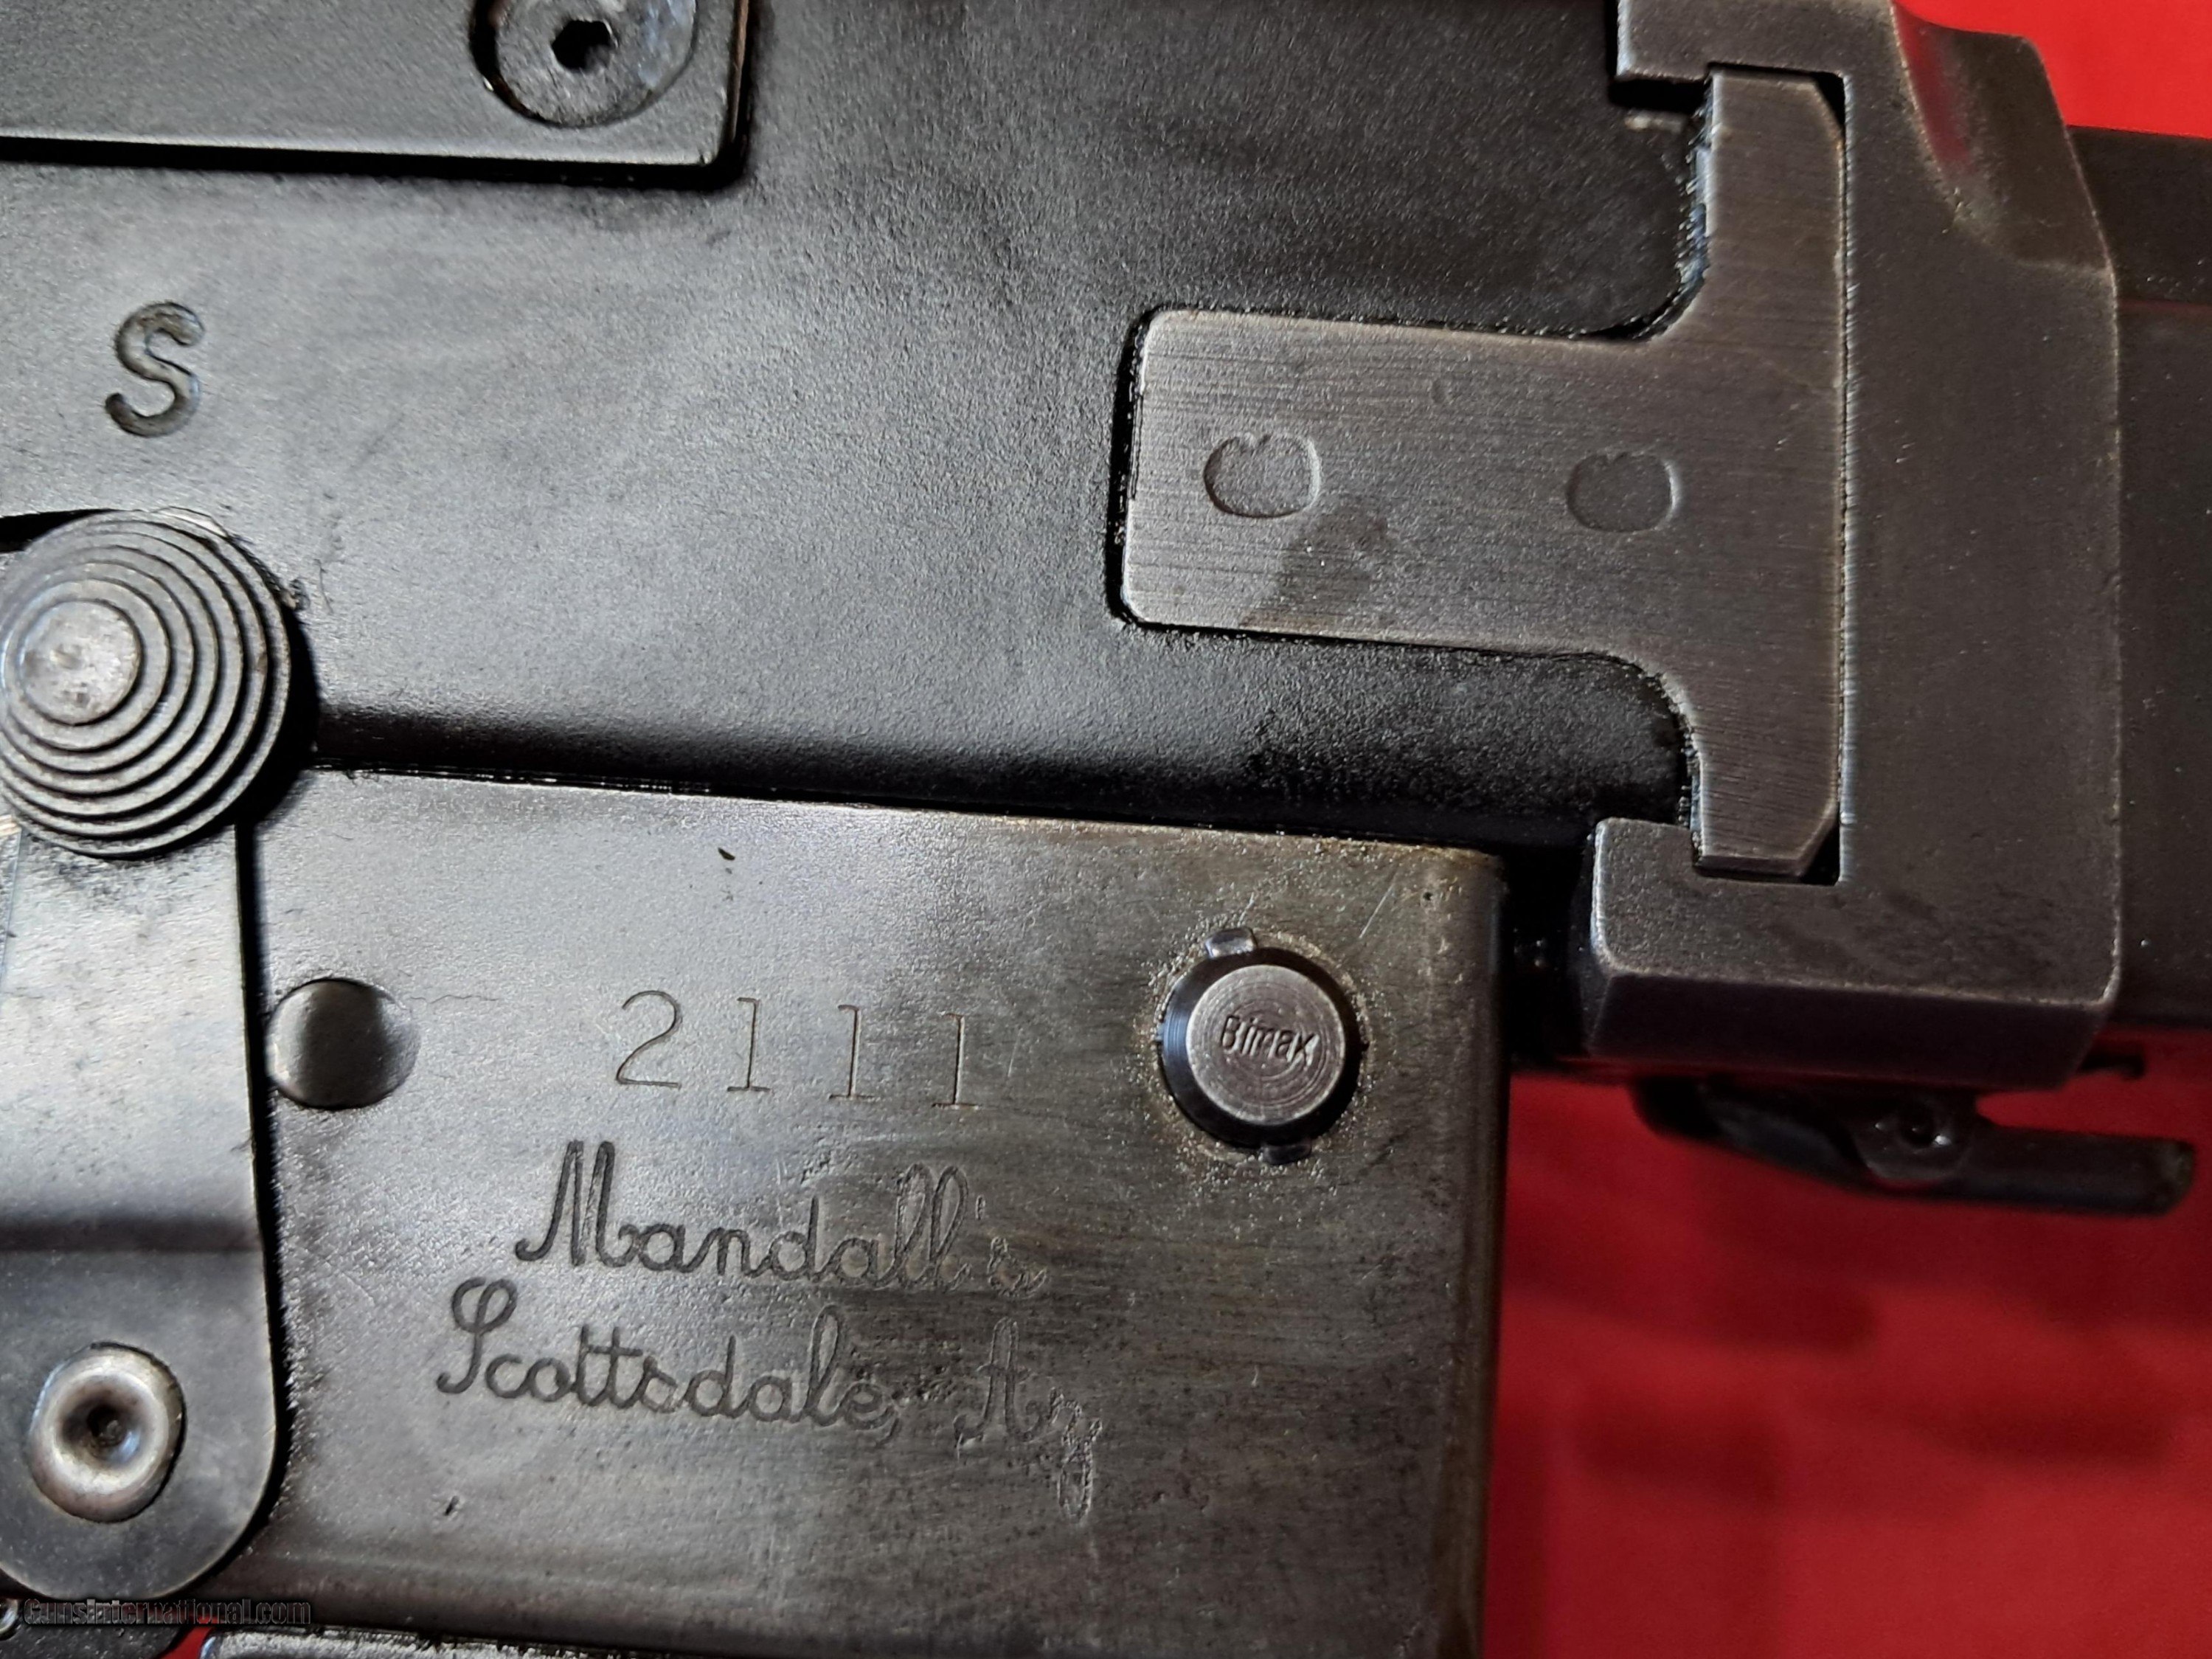 S
2111
Bimax
Mandall's
Scottsdale, Az
GunsInternational.com